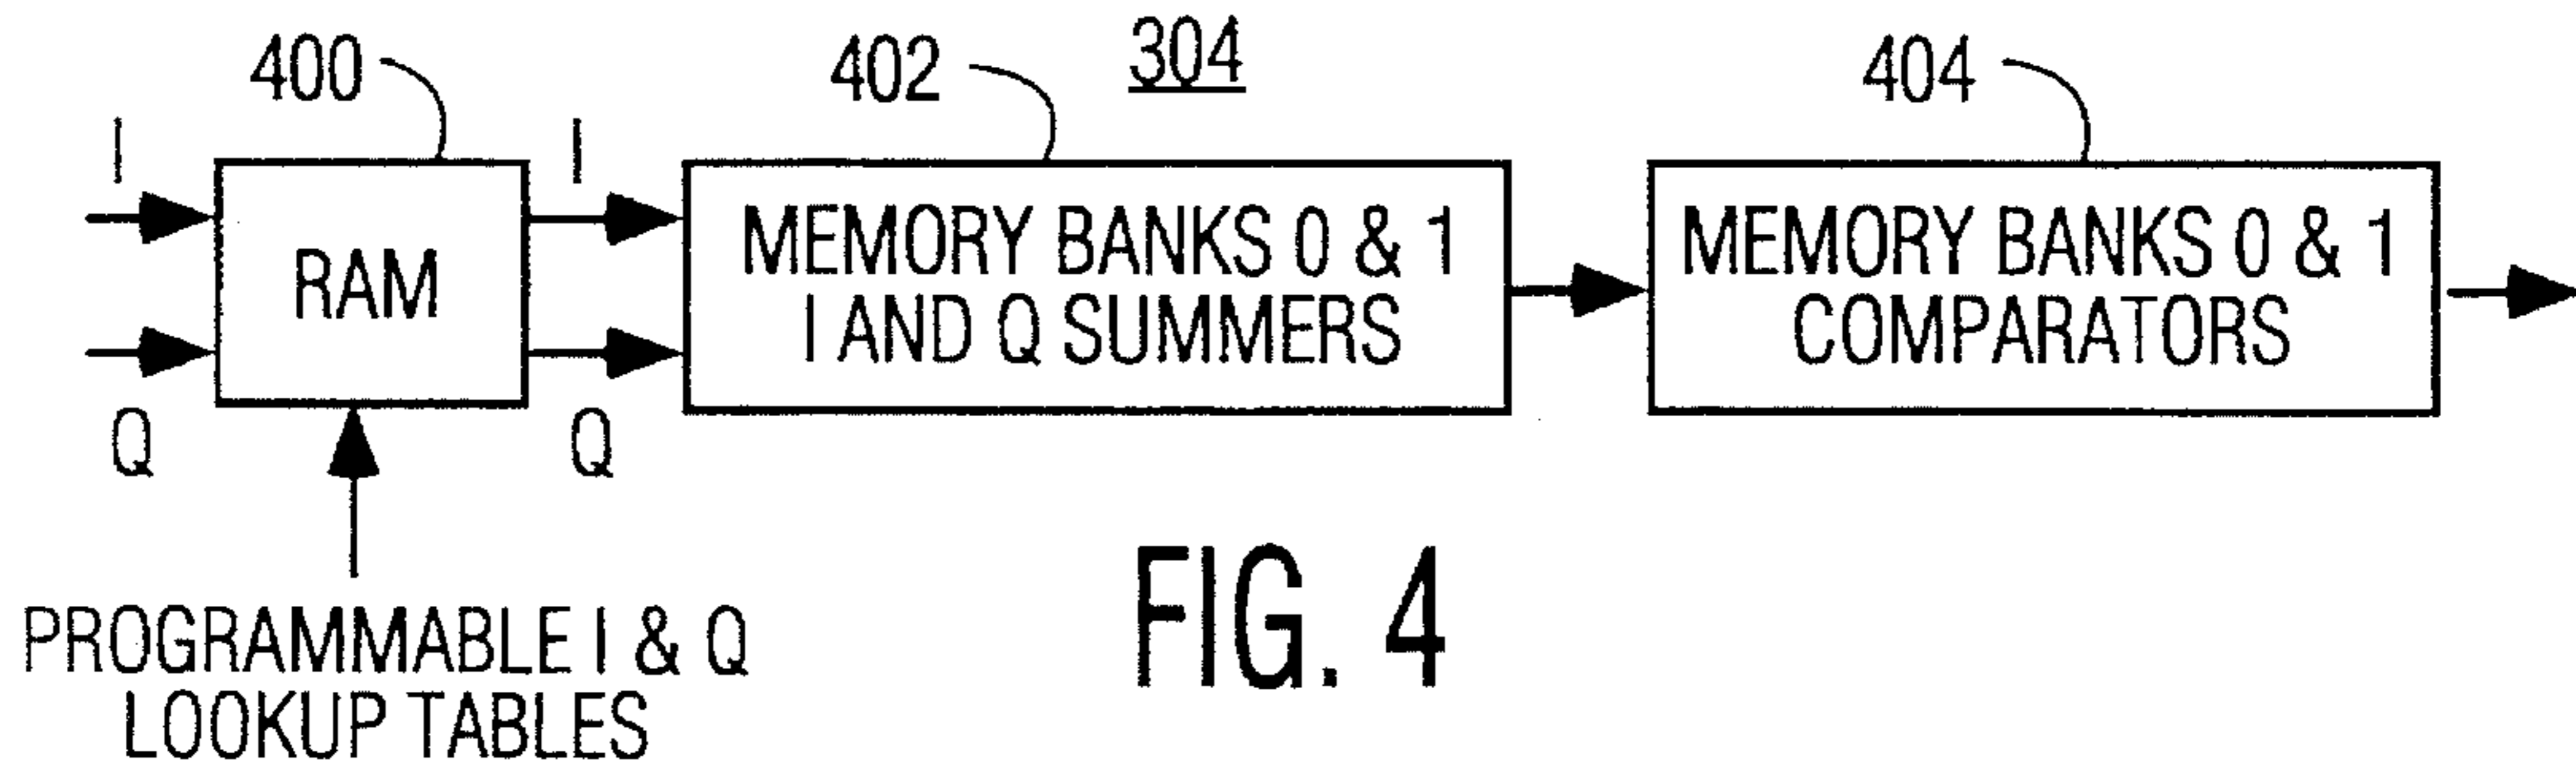 400
402
304
404
I
I
RAM
MEMORY BANKS 0 & 1
I AND Q SUMMERS
MEMORY BANKS 0 & 1
COMPARATORS
Q
Q
PROGRAMMABLE I & Q
LOOKUP TABLES
FIG. 4